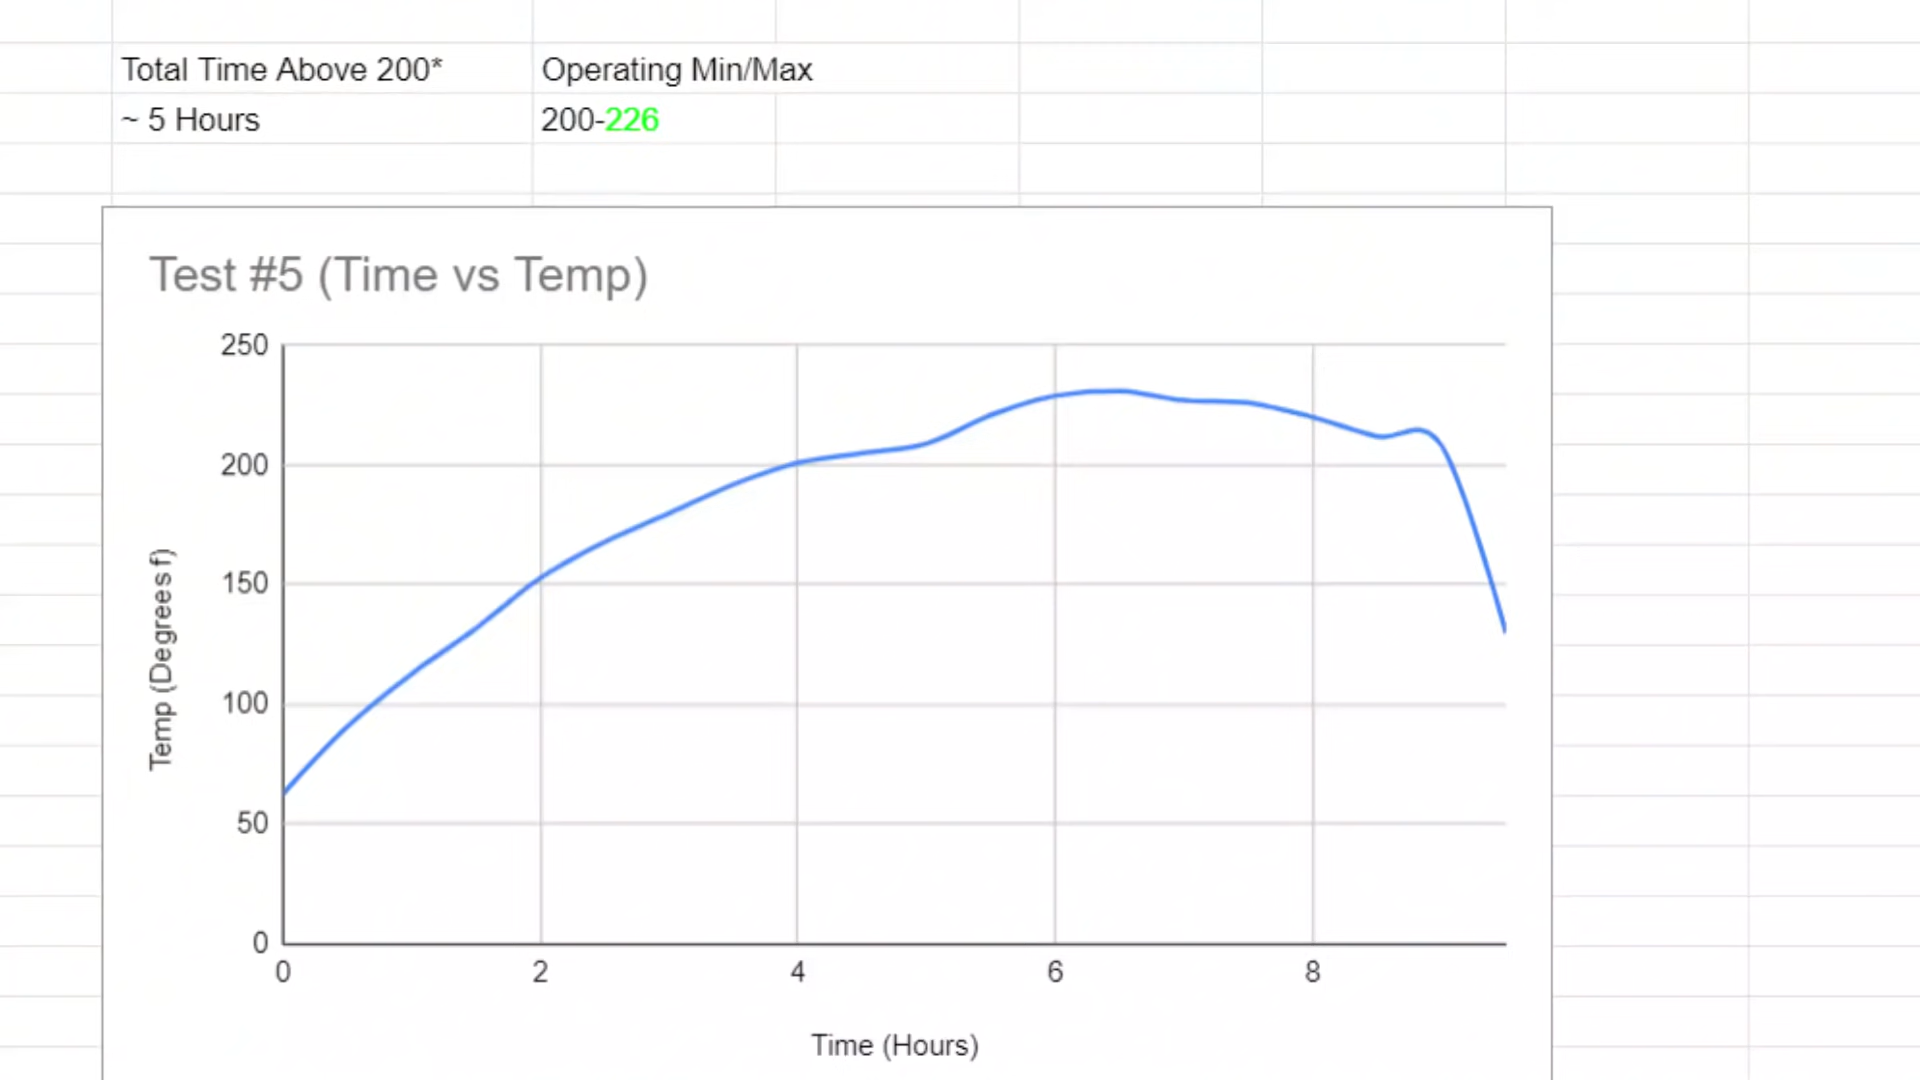 Total Time Above 200* Operating Min/Max
~ 5 Hours 200-226
Test #5 (Time vs Temp)
250
200
150
100
50
0
Temp (Degrees f)
0 2 4 6 8
Time (Hours)